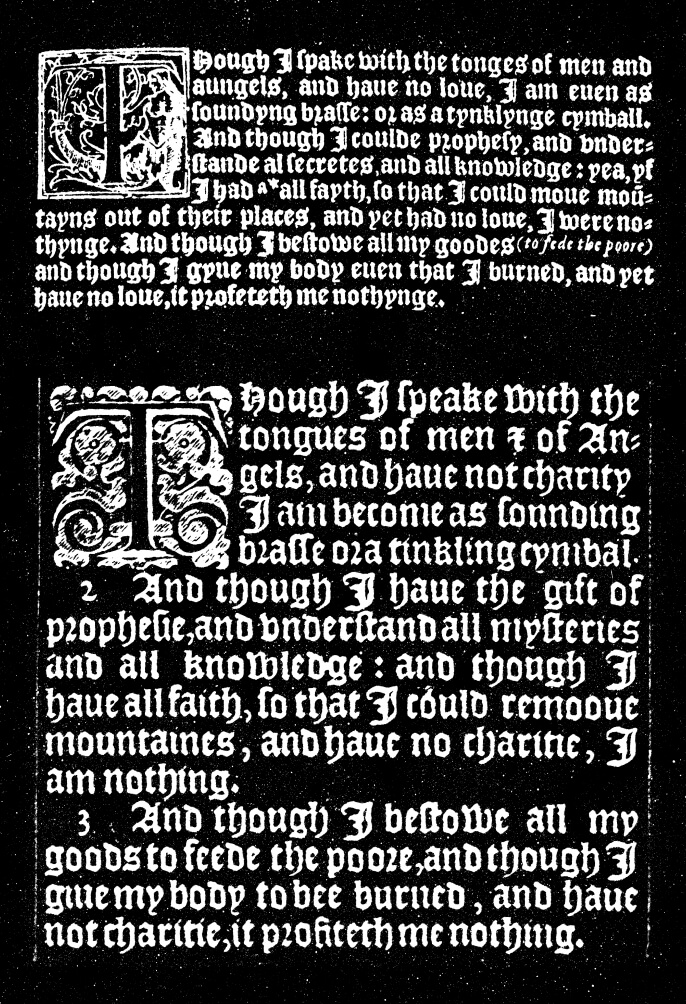 Though I spake with the tonges of men and
aungels, and haue no loue, I am euen as
soundyng brasse: or as a tynklynge cymball.
And though I coulde prophesy, and vnder-
stande al secretes, and all knowledge: yea, yf
I had a*all fayth, so that I could moue moū-
tayns out of their places, and yet had no loue, I were no-
thynge. And though I bestowe all my goodes (to fede the poore)
and though I gyue my body euen that I burned, and yet
haue no loue, it profeteth me nothynge.
Though I speake with the
tongues of men & of An-
gels, and haue not charity
I am become as sounding
brasse or a tinkling cymbal.
2 And though I haue the gift of
prophesie, and vnderstand all mysteries
and all knowledge: and though I
haue all faith, so that I could remooue
mountaines, and haue no charitie, I
am nothing.
3 And though I bestowe all my
goods to feede the poore, and though I
giue my body to bee burned, and haue
not charitie, it profiteth me nothing.